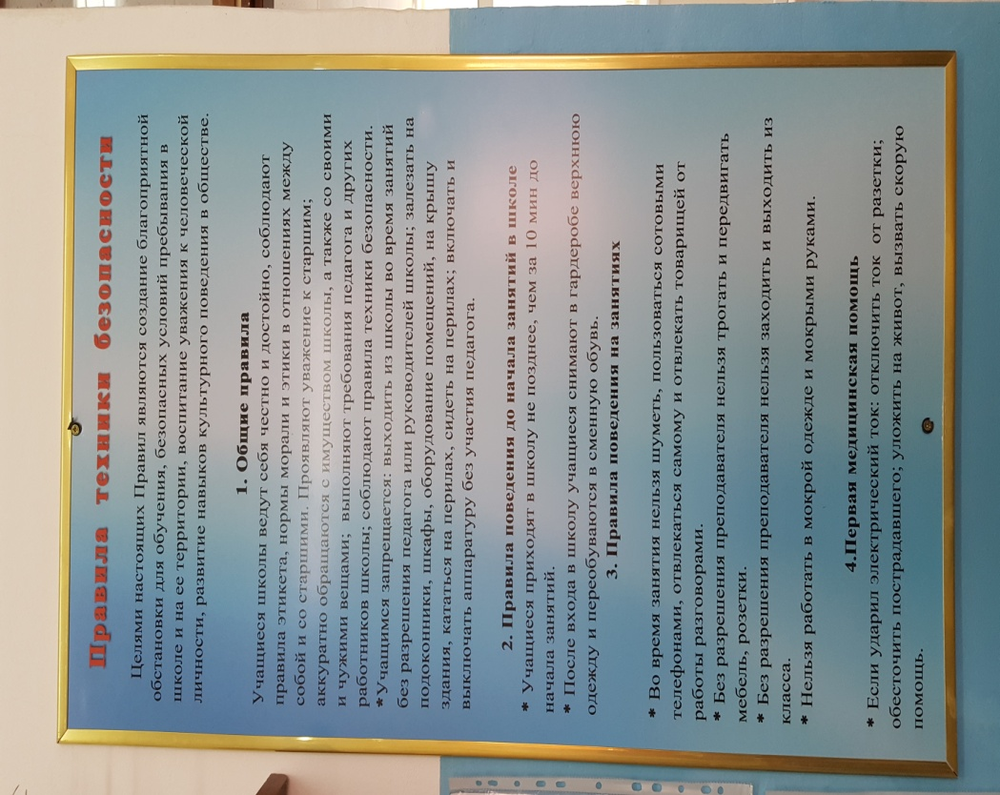 Правила техники безопасности
Целями настоящих Правил являются создание благоприятной
обстановки для обучения, безопасных условий пребывания в
школе и на ее территории, воспитание уважения к человеческой
личности, развитие навыков культурного поведения в обществе.
1. Общие правила
Учащиеся школы ведут себя честно и достойно, соблюдают
правила этикета, нормы морали и этики в отношениях между
собой и со старшими. Проявляют уважение к старшим;
аккуратно обращаются с имуществом школы, а также со своими
и чужими вещами; выполняют требования педагога и других
работников школы; соблюдают правила техники безопасности.
*Учащимся запрещается: выходить из школы во время занятий
без разрешения педагога или руководителей школы; залезать на
подоконники, шкафы, оборудование помещений, на крышу
здания, кататься на перилах, сидеть на перилах; включать и
выключать аппаратуру без участия педагога.
2. Правила поведения до начала занятий в школе
* Учащиеся приходят в школу не позднее, чем за 10 мин до
начала занятий.
* После входа в школу учащиеся снимают в гардеробе верхнюю
одежду и переобуваются в сменную обувь.
3. Правила поведения на занятиях
* Во время занятия нельзя шуметь, пользоваться сотовыми
телефонами, отвлекаться самому и отвлекать товарищей от
работы разговорами.
* Без разрешения преподавателя нельзя трогать и передвигать
мебель, розетки.
* Без разрешения преподавателя нельзя заходить и выходить из
класса.
* Нельзя работать в мокрой одежде и мокрыми руками.
4.Первая медицинская помощь
* Если ударил электрический ток: отключить ток от розетки;
обесточить пострадавшего; уложить на живот, вызвать скорую
помощь.